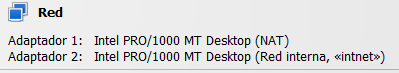 Red
Adaptador 1: Intel PRO/1000 MT Desktop (NAT)
Adaptador 2: Intel PRO/1000 MT Desktop (Red interna, «intnet»)